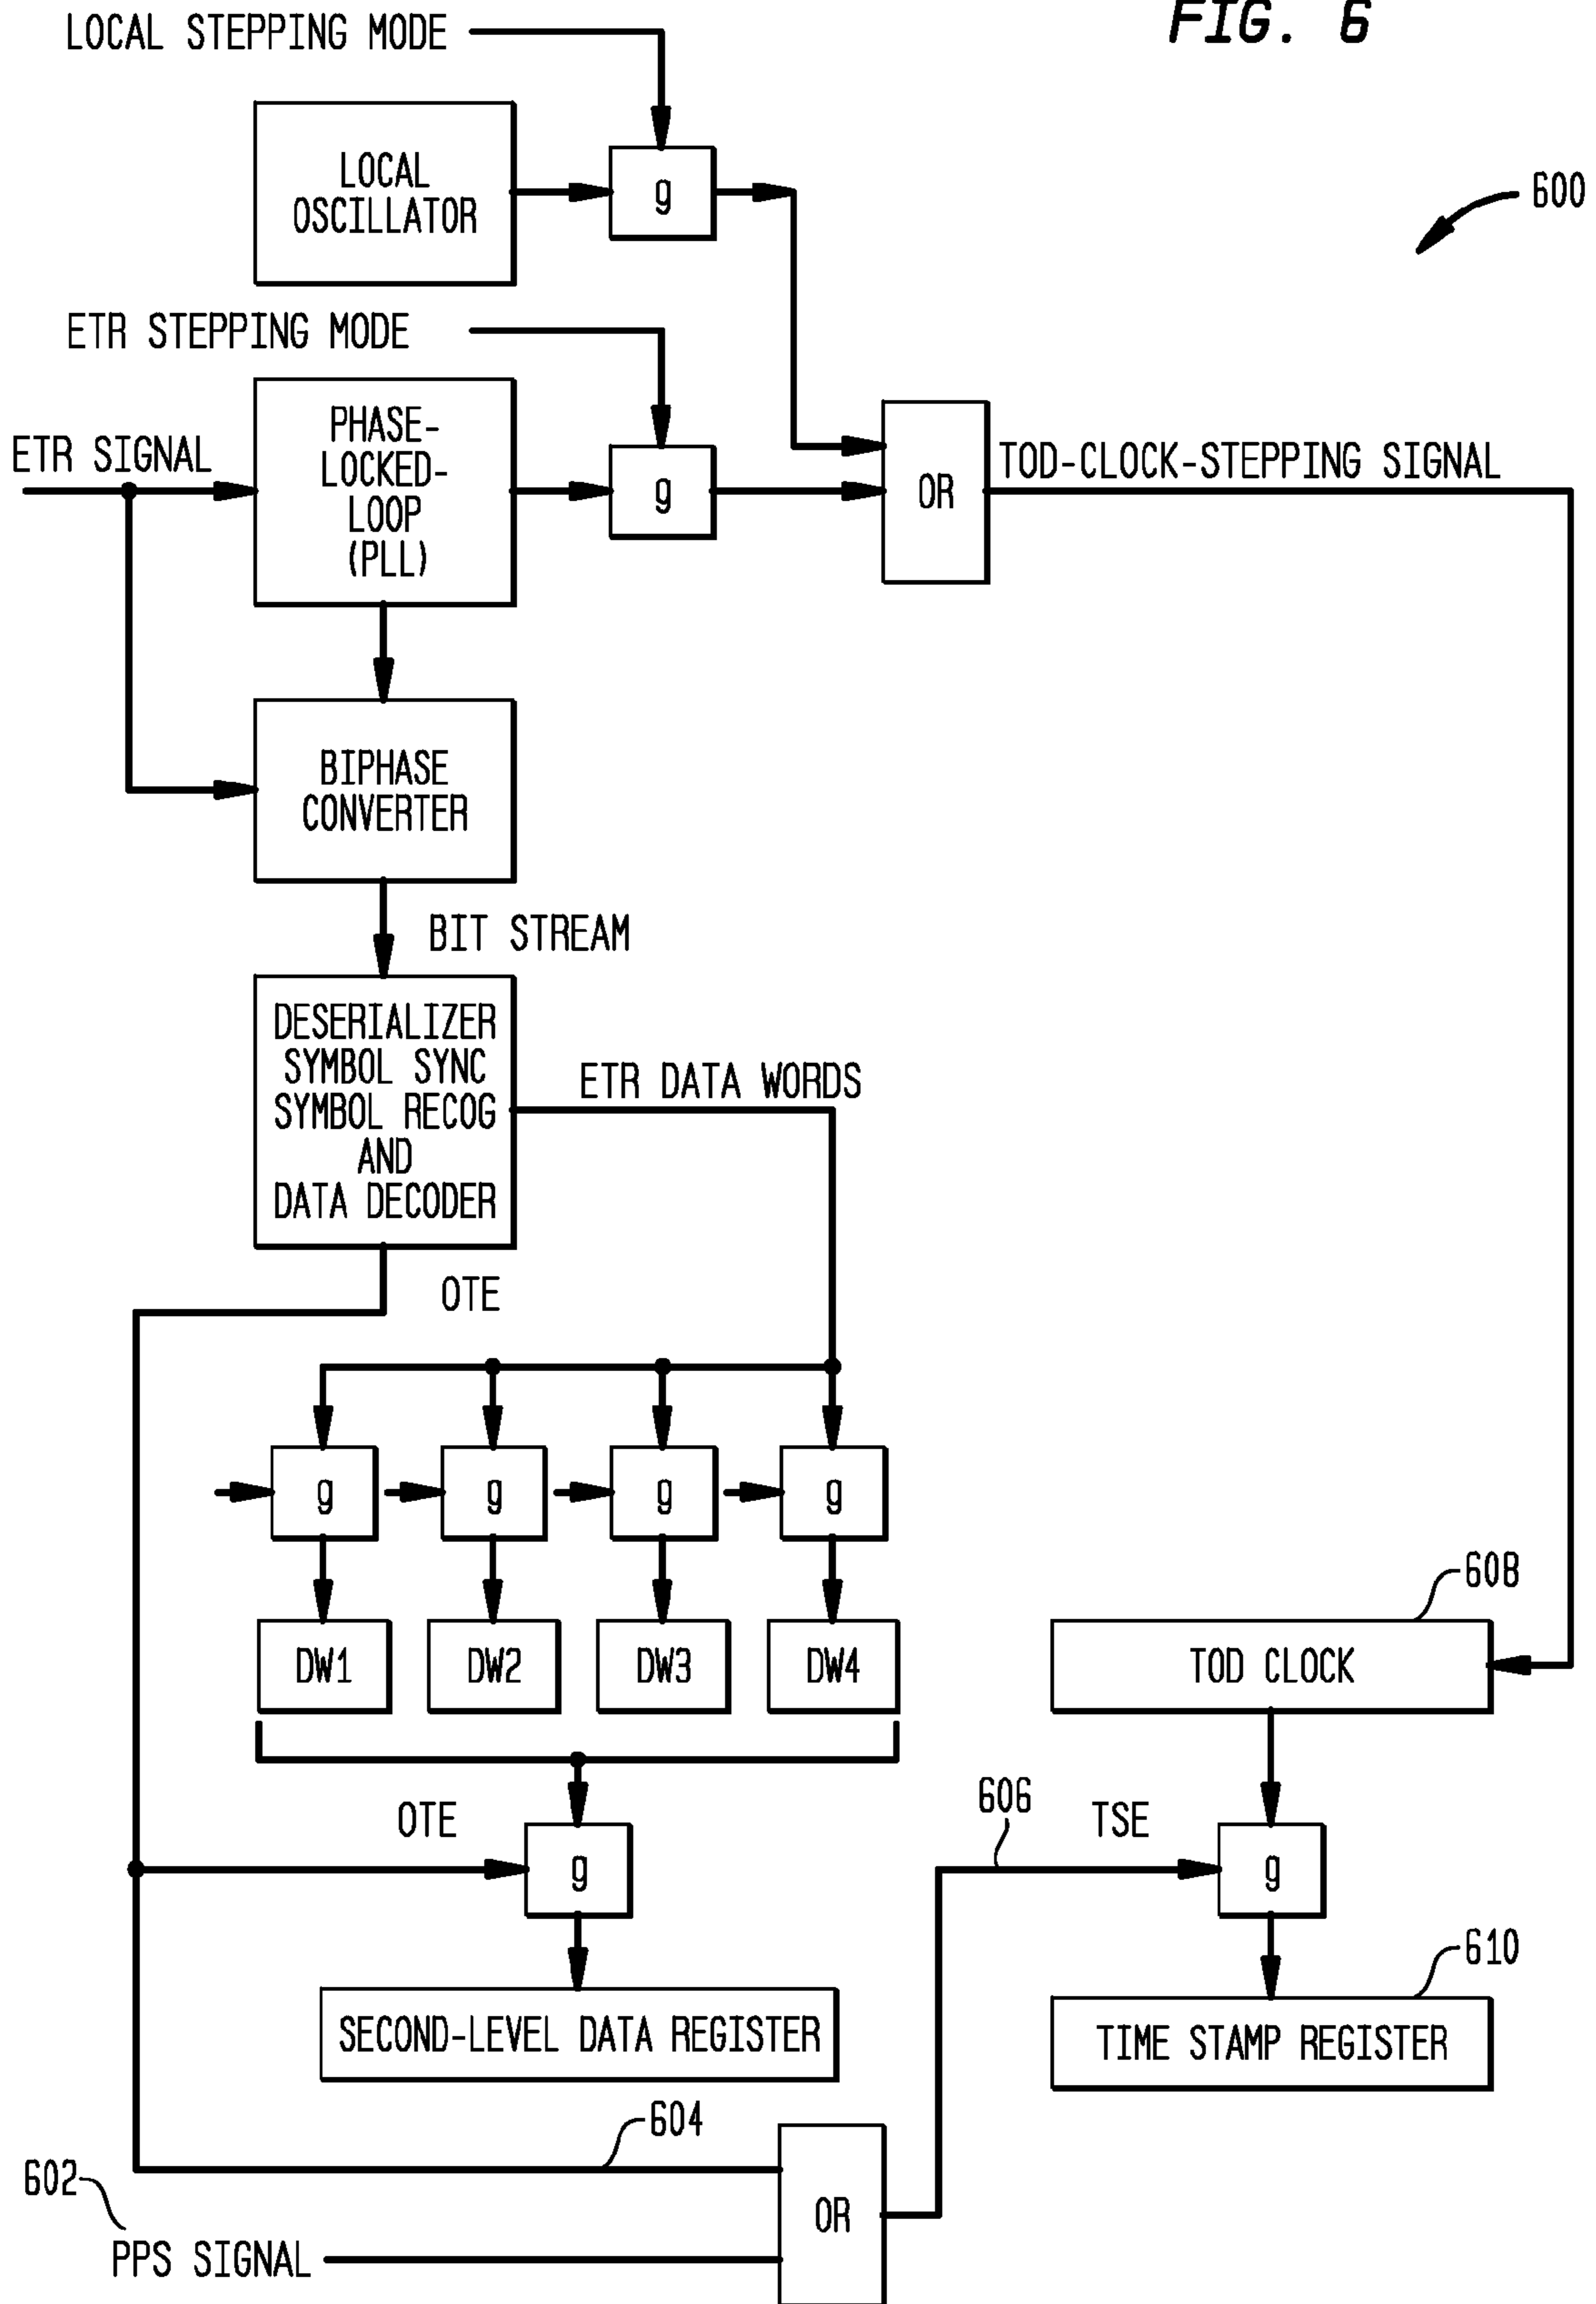 FIG. 6
LOCAL STEPPING MODE
LOCAL
OSCILLATOR
g
600
ETR STEPPING MODE
ETR SIGNAL
PHASE-
LOCKED-
LOOP
(PLL)
g
OR
TOD-CLOCK-STEPPING SIGNAL
BIPHASE
CONVERTER
BIT STREAM
DESERIALIZER
SYMBOL SYNC
SYMBOL RECOG
AND
DATA DECODER
ETR DATA WORDS
OTE
g
g
g
g
DW1
DW2
DW3
DW4
608
TOD CLOCK
OTE
g
606
TSE
g
610
SECOND-LEVEL DATA REGISTER
TIME STAMP REGISTER
604
602
PPS SIGNAL
OR